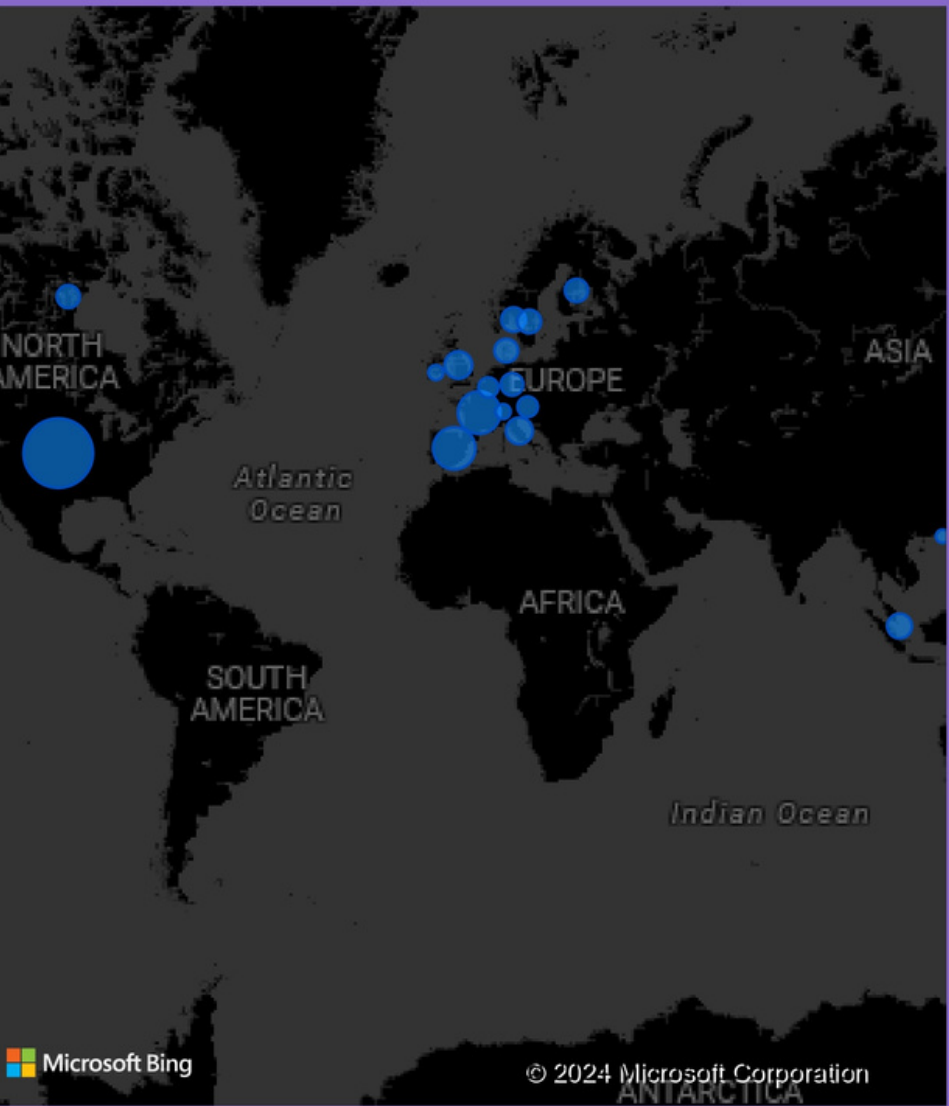 NORTH
AMERICA
ASIA
EUROPE
Atlantic
Ocean
AFRICA
SOUTH
AMERICA
Indian Ocean
Microsoft Bing
© 2024 Microsoft Corporation
ANTARCTICA